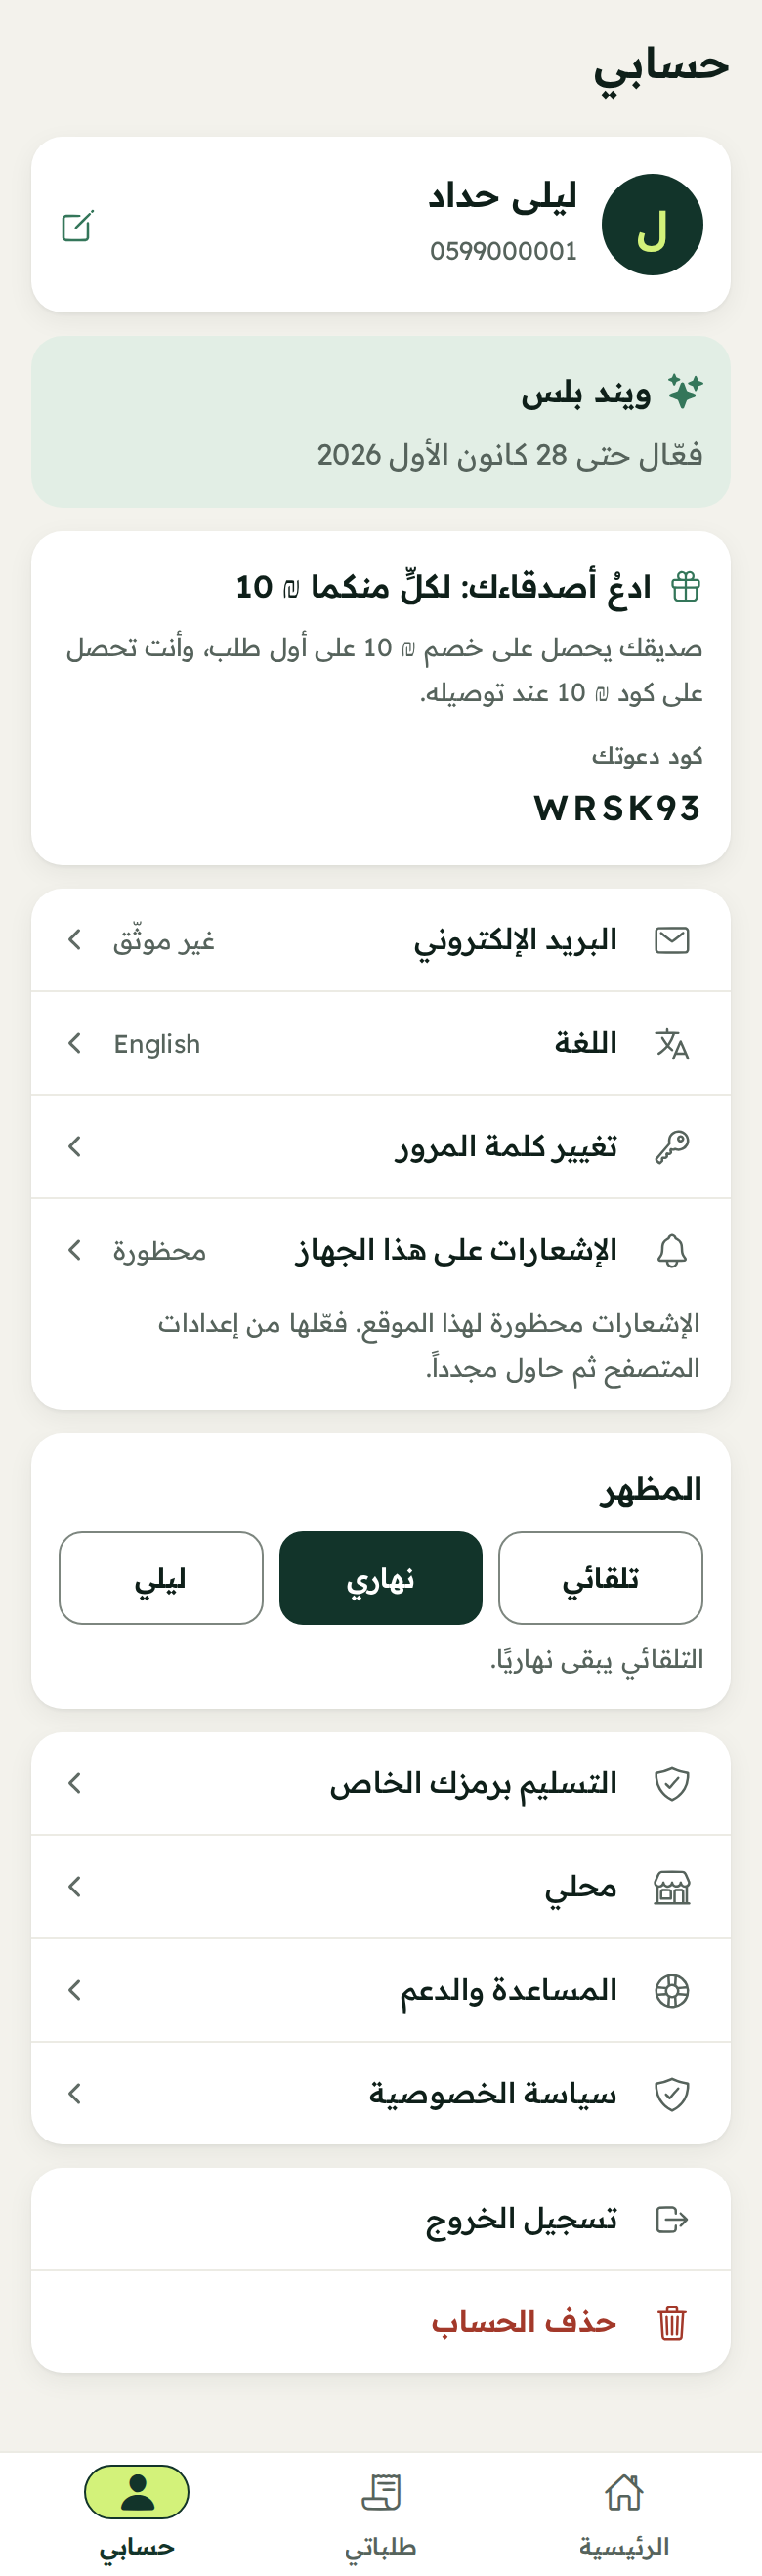 حسابي
ل
ليلى حداد
0599000001
ويند بلس
فعّال حتى 28 كانون الأول 2026
ادعُ أصدقاءك: لكلٍّ منكما ₪ 10
صديقك يحصل على خصم ₪ 10 على أول طلب، وأنت تحصل
على كود ₪ 10 عند توصيله.
كود دعوتك
WRSK93
البريد الإلكتروني غير موثّق
اللغة English
تغيير كلمة المرور
الإشعارات على هذا الجهاز محظورة
الإشعارات محظورة لهذا الموقع. فعّلها من إعدادات
المتصفح ثم حاول مجدداً.
المظهر
تلقائي نهاري ليلي
التلقائي يبقى نهاريًا.
التسليم برمزك الخاص
محلي
المساعدة والدعم
سياسة الخصوصية
تسجيل الخروج
حذف الحساب
الرئيسية طلباتي حسابي